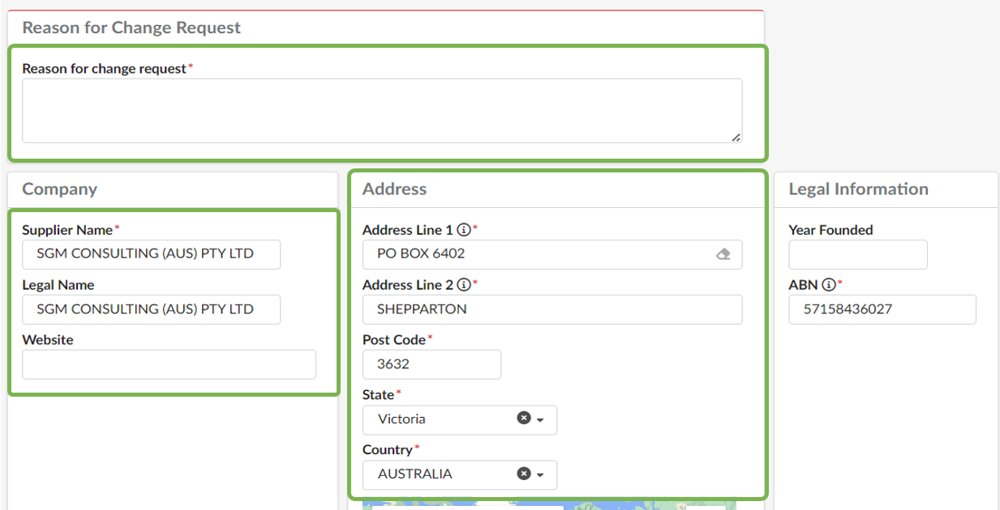 Reason for Change Request
Reason for change request*
Company
Supplier Name*
SGM CONSULTING (AUS) PTY LTD
Legal Name
SGM CONSULTING (AUS) PTY LTD
Website
Address
Address Line 1 *
PO BOX 6402
Address Line 2 *
SHEPPARTON
Post Code*
3632
State*
Victoria
Country*
AUSTRALIA
Legal Information
Year Founded
ABN *
57158436027